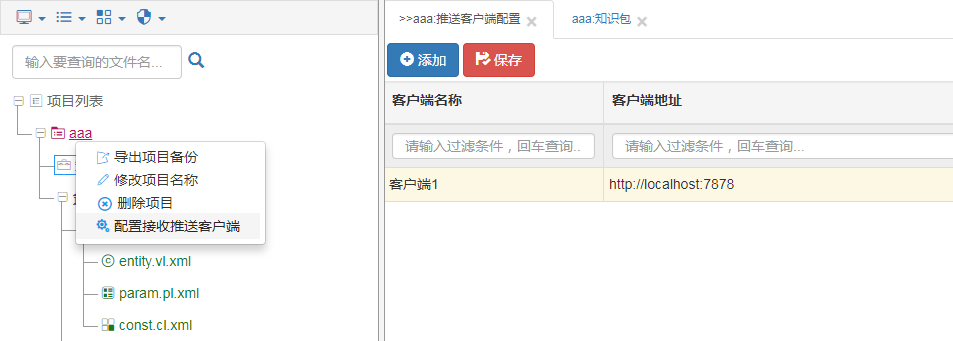 输入要查询的文件名...
项目列表
aaa
导出项目备份
修改项目名称
删除项目
配置接收推送客户端
entity.vl.xml
param.pl.xml
const.cl.xml
>>aaa:推送客户端配置
aaa:知识包
添加 保存
客户端名称 客户端地址
请输入过滤条件，回车查询.. 请输入过滤条件，回车查询...
客户端1 http://localhost:7878